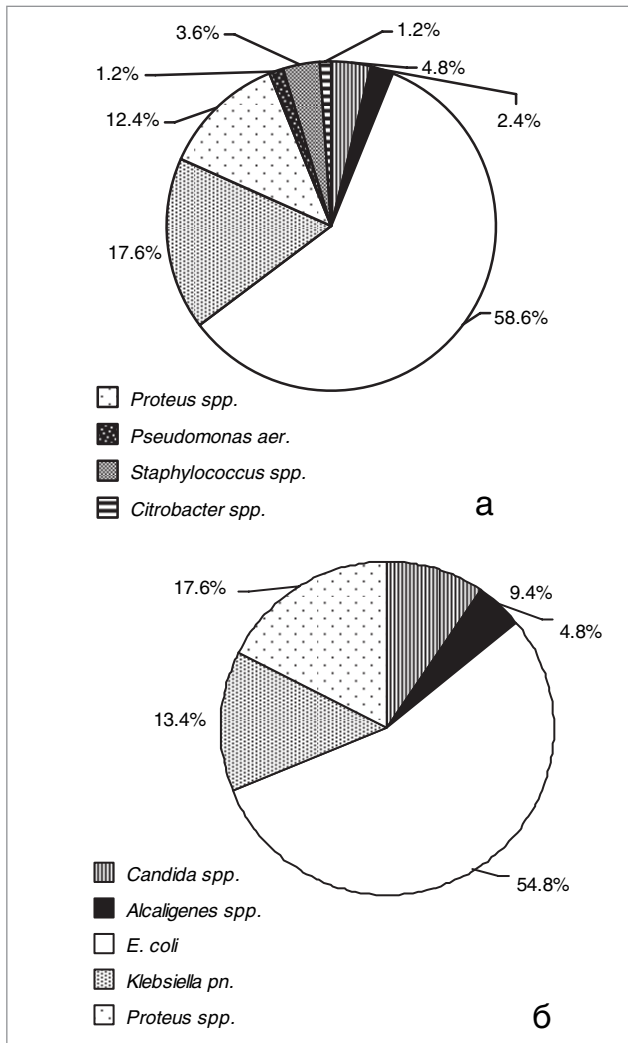 3.6%
1.2%
1.2%
4.8%
12.4%
2.4%
17.6%
58.6%
Proteus spp.
Pseudomonas aer.
Staphylococcus spp.
Citrobacter spp.
а
17.6%
9.4%
4.8%
13.4%
54.8%
Candida spp.
Alcaligenes spp.
E. coli
Klebsiella pn.
Proteus spp.
б